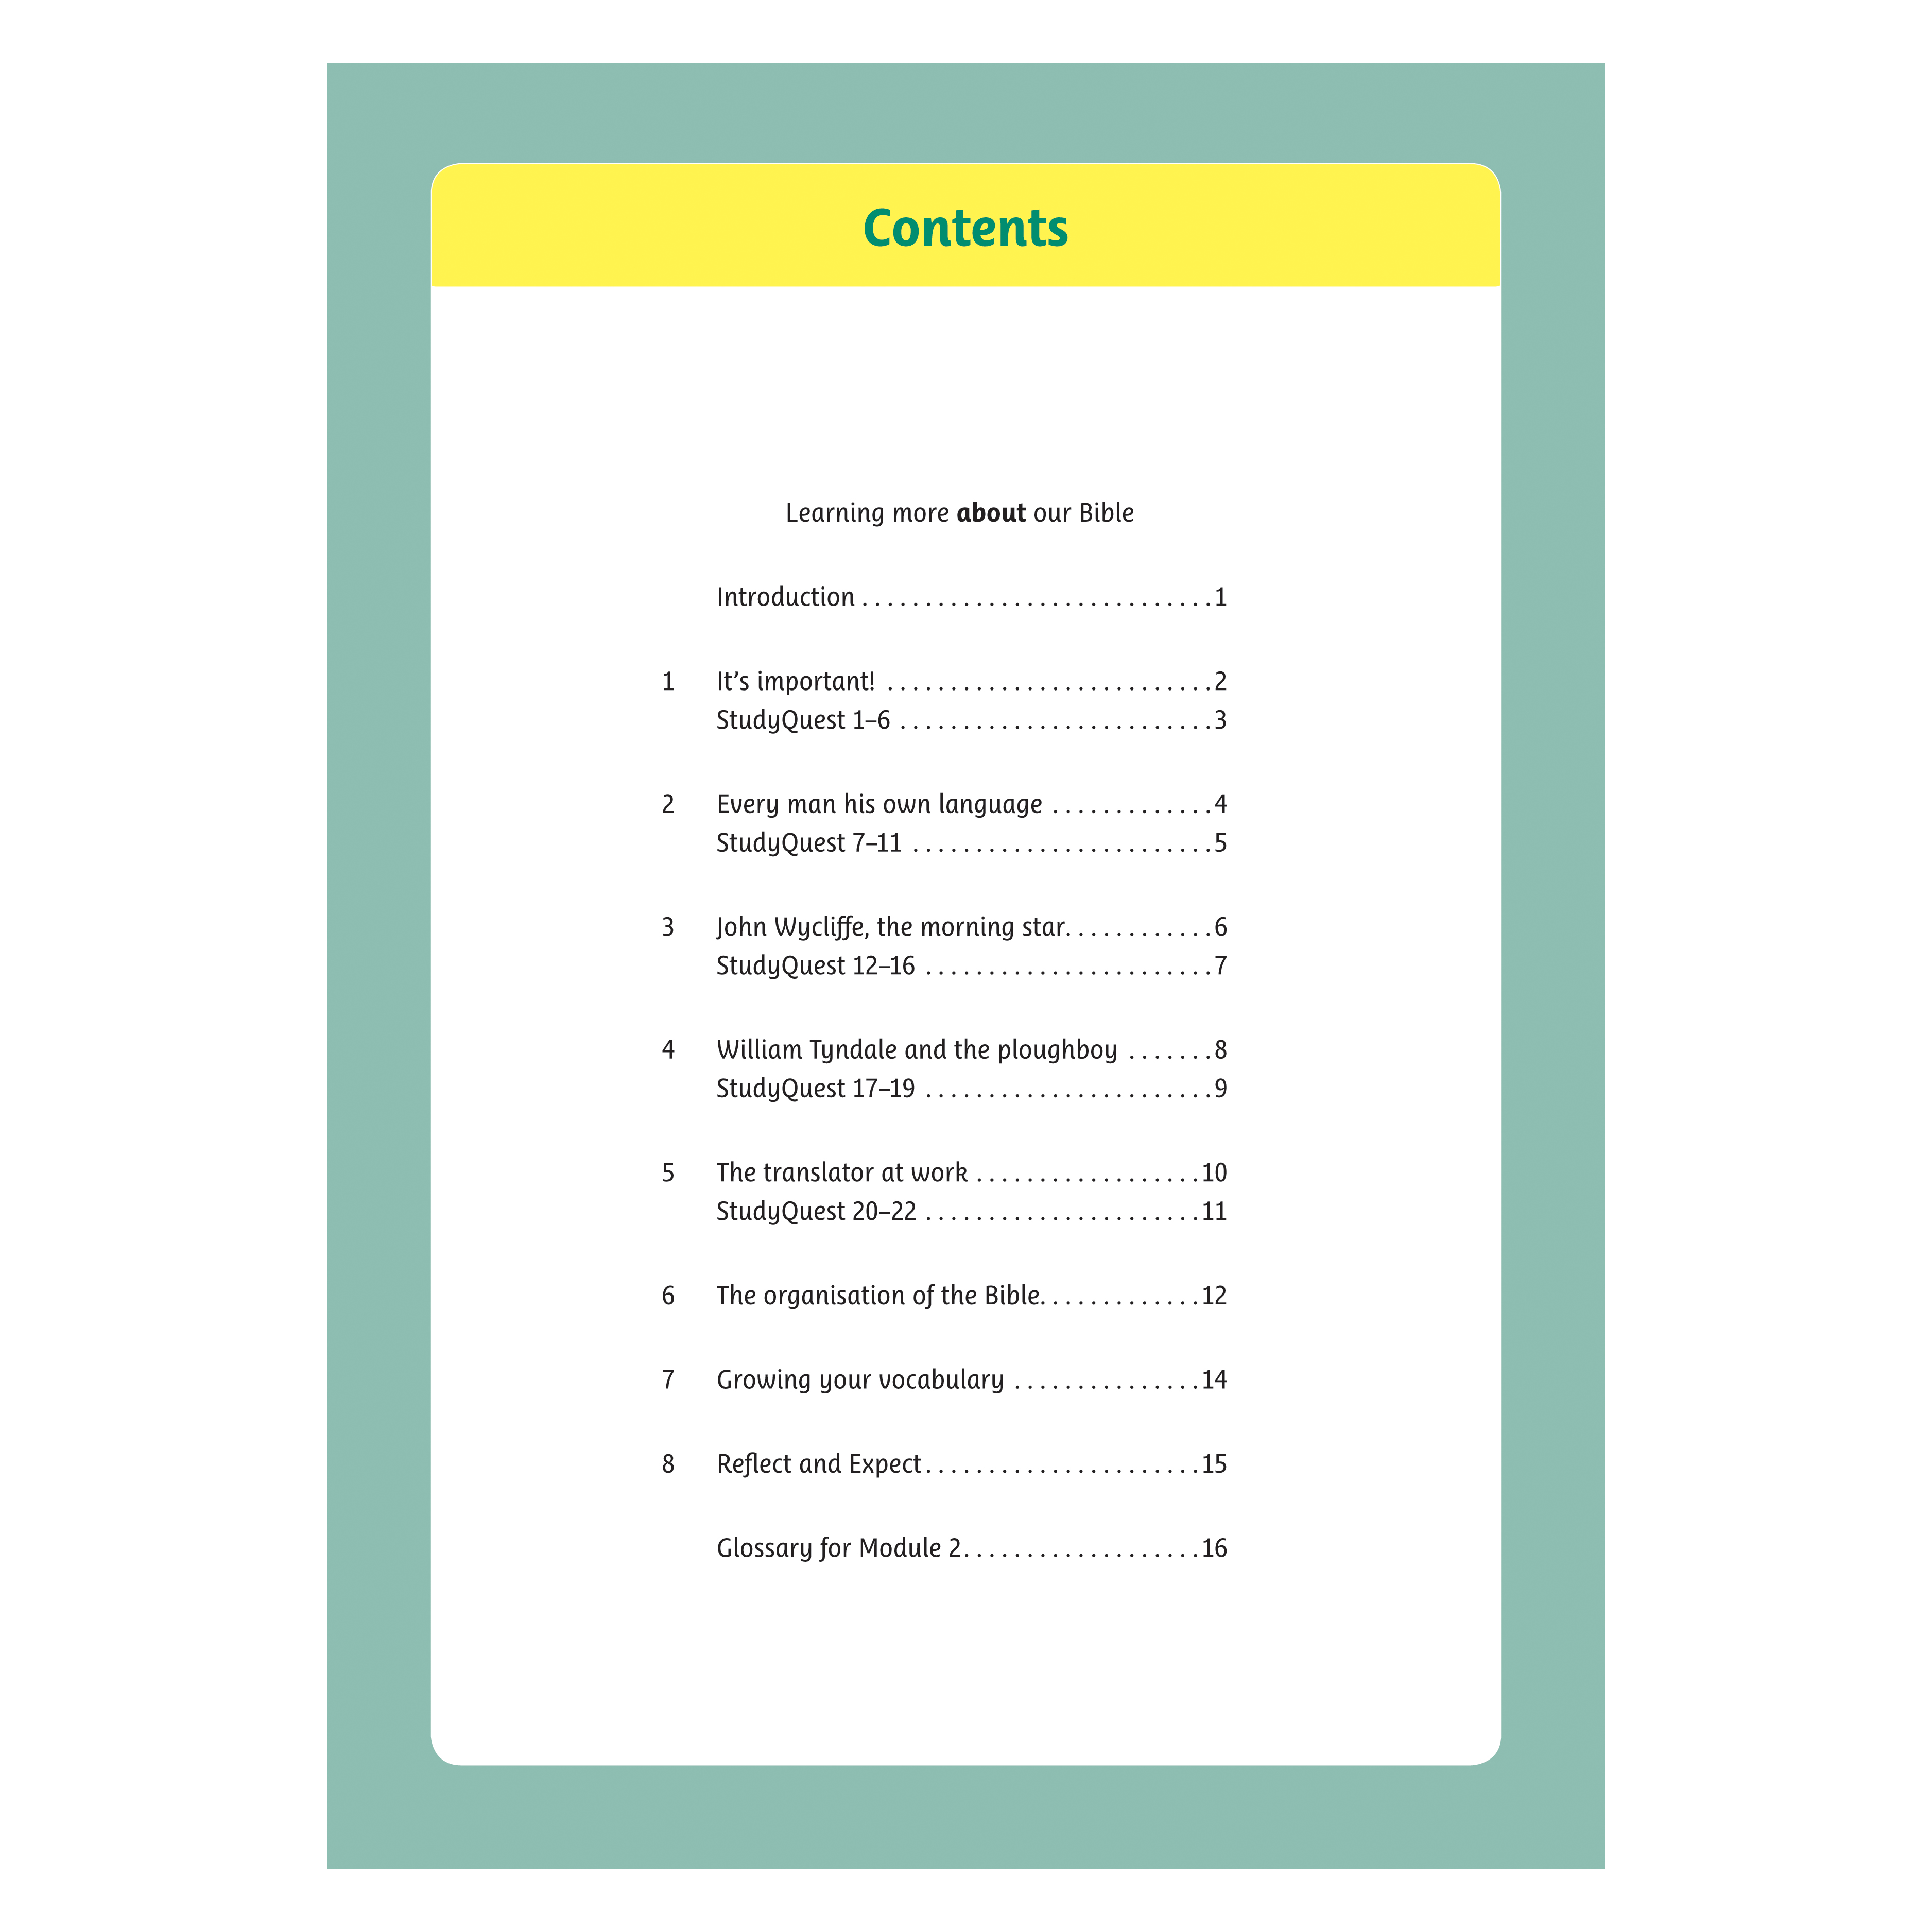 Contents
Learning more about our Bible
Introduction . . . . . . . . . . . . . . . . . . . . . . . . . . . . 1
1 It’s important! . . . . . . . . . . . . . . . . . . . . . . . . . . 2
StudyQuest 1–6 . . . . . . . . . . . . . . . . . . . . . . . . . 3
2 Every man his own language . . . . . . . . . . . . . 4
StudyQuest 7–11 . . . . . . . . . . . . . . . . . . . . . . . . 5
3 John Wycliffe, the morning star. . . . . . . . . . . . 6
StudyQuest 12–16 . . . . . . . . . . . . . . . . . . . . . . . 7
4 William Tyndale and the ploughboy . . . . . . . 8
StudyQuest 17–19 . . . . . . . . . . . . . . . . . . . . . . . 9
5 The translator at work . . . . . . . . . . . . . . . . . . 10
StudyQuest 20–22 . . . . . . . . . . . . . . . . . . . . . . 11
6 The organisation of the Bible. . . . . . . . . . . . . 12
7 Growing your vocabulary . . . . . . . . . . . . . . . 14
8 Reflect and Expect . . . . . . . . . . . . . . . . . . . . . . 15
Glossary for Module 2. . . . . . . . . . . . . . . . . . . 16